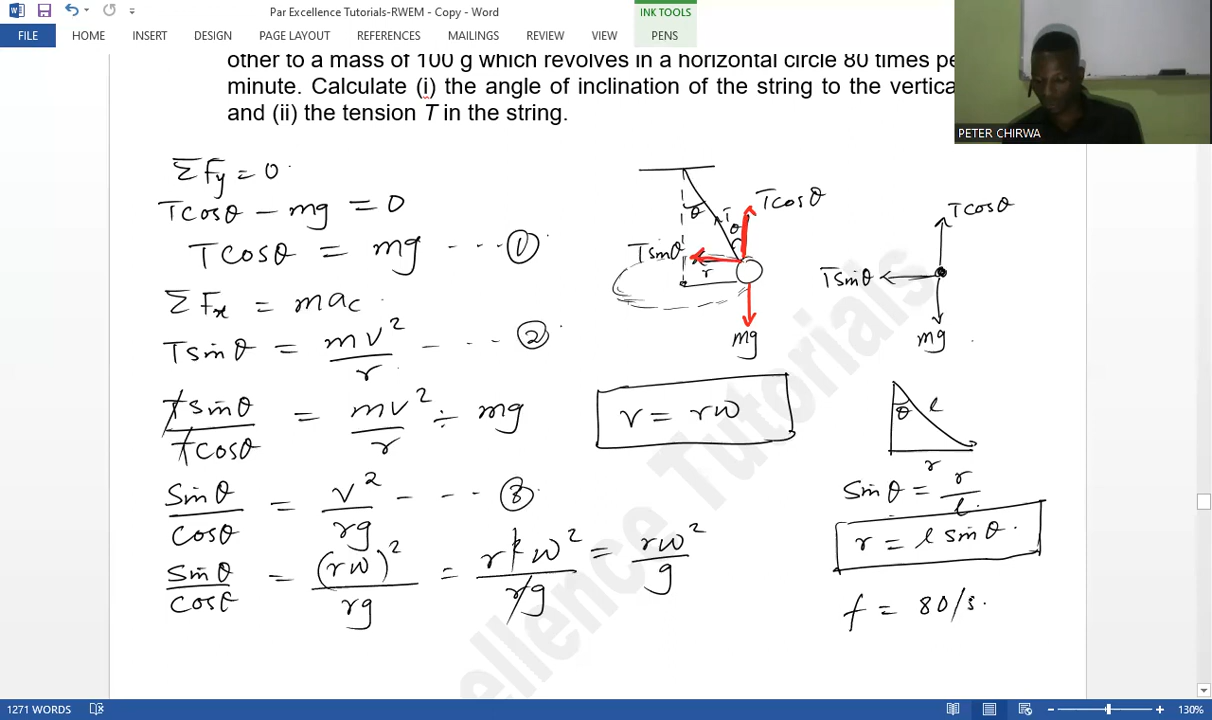 Par Excellence Tutorials-RWEM - Copy - Word
INK TOOLS
FILE HOME INSERT DESIGN PAGE LAYOUT REFERENCES MAILINGS REVIEW VIEW PENS
other to a mass of 100 g which revolves in a horizontal circle 80 times
minute. Calculate (i) the angle of inclination of the string to the
and (ii) the tension T in the string.
PETER CHIRWA
ΣFy = 0
Tcosθ - mg = 0
Tcosθ = mg --- ①
ΣFx = mac
Tsinθ = mv²/r --- ②
Tsinθ/Tcosθ = mv²/r ÷ mg
Sinθ/cosθ = v²/rg --- ③
Sinθ/cosθ = (rω)²/rg = r²ω²/rg = rω²/g
θ
T
θ
Tcosθ
Tsinθ
r
mg
Tcosθ
Tsinθ
mg
v = rω
θ
l
r
Sinθ = r/l
r = l sinθ
f = 80/s
ellence Tutorials
1271 WORDS
130%